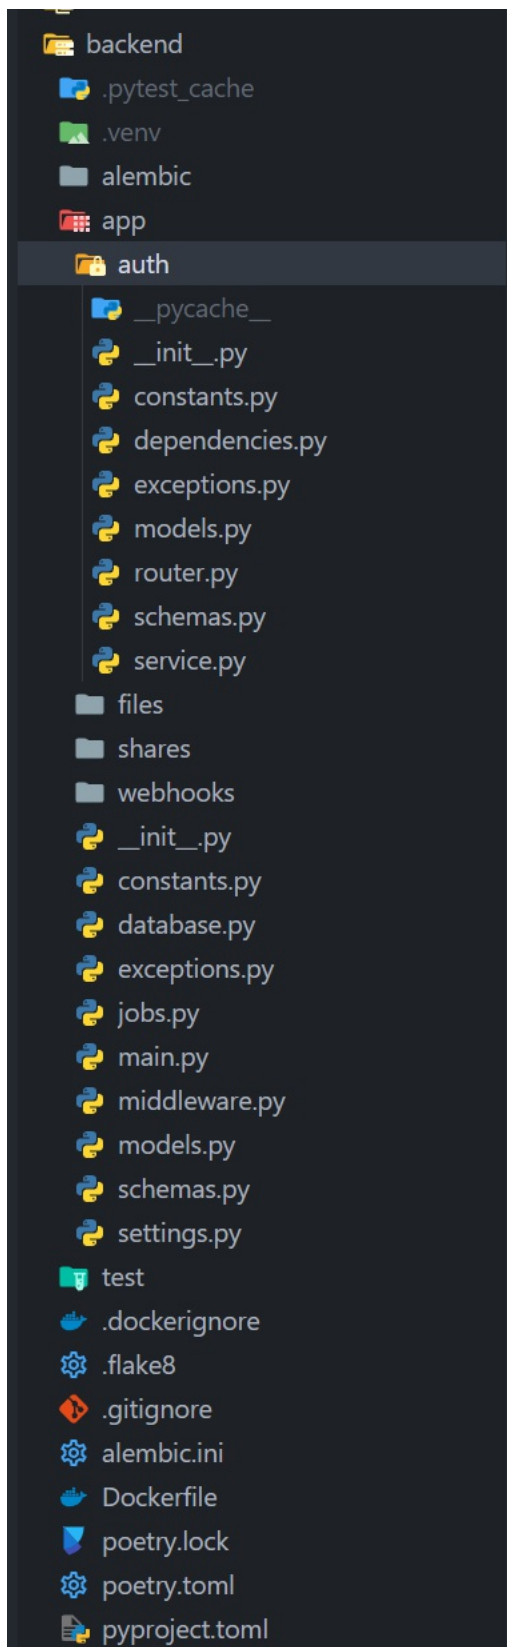 backend
.pytest_cache
.venv
alembic
app
auth
__pycache__
__init__.py
constants.py
dependencies.py
exceptions.py
models.py
router.py
schemas.py
service.py
files
shares
webhooks
__init__.py
constants.py
database.py
exceptions.py
jobs.py
main.py
middleware.py
models.py
schemas.py
settings.py
test
.dockerignore
.flake8
.gitignore
alembic.ini
Dockerfile
poetry.lock
poetry.toml
pyproject.toml